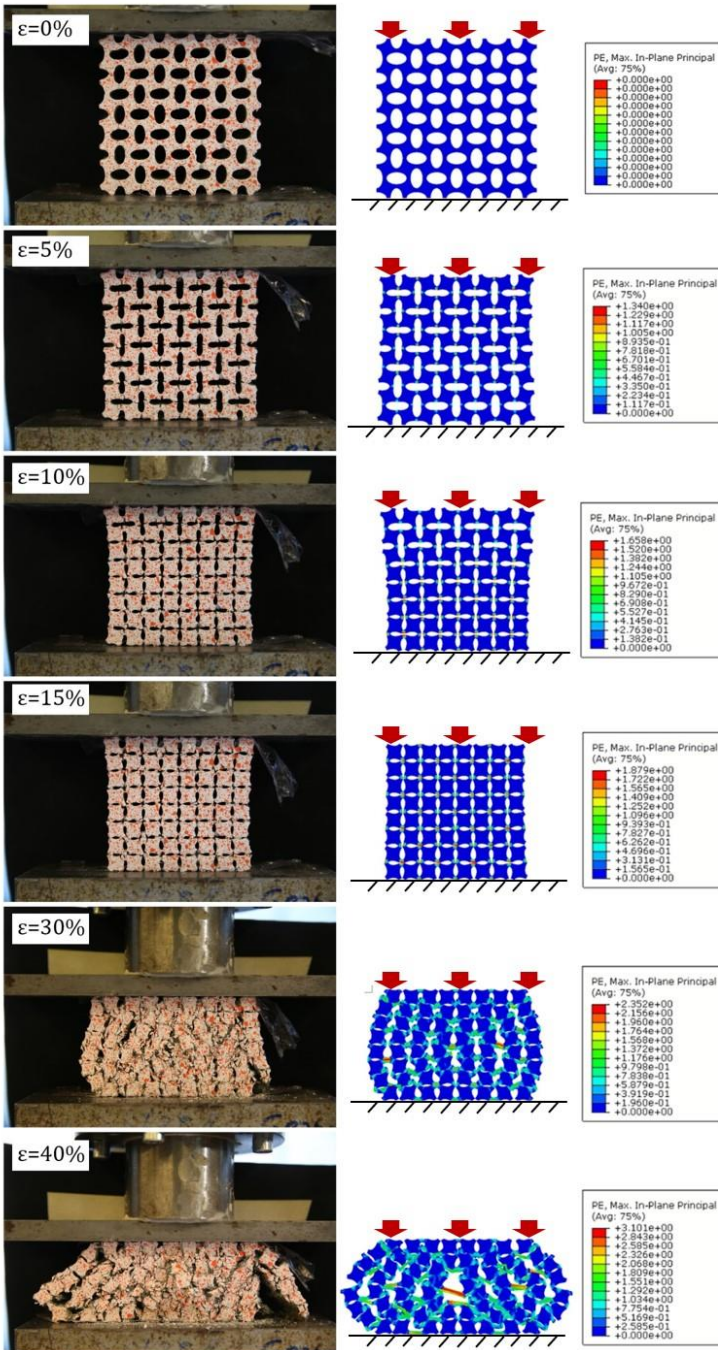 ε=0%
PE, Max. In-Plane Principal
(Avg: 75%)
+0.000e+00
+0.000e+00
+0.000e+00
+0.000e+00
+0.000e+00
+0.000e+00
+0.000e+00
+0.000e+00
+0.000e+00
+0.000e+00
+0.000e+00
+0.000e+00
ε=5%
PE, Max. In-Plane Principal
(Avg: 75%)
+1.340e+00
+1.229e+00
+1.117e+00
+1.005e+00
+8.935e-01
+7.818e-01
+6.701e-01
+5.584e-01
+4.467e-01
+3.350e-01
+2.234e-01
+1.117e-01
+0.000e+00
ε=10%
PE, Max. In-Plane Principal
(Avg: 75%)
+1.658e+00
+1.520e+00
+1.382e+00
+1.244e+00
+1.105e+00
+9.672e-01
+8.290e-01
+6.908e-01
+5.527e-01
+4.145e-01
+2.763e-01
+1.382e-01
+0.000e+00
ε=15%
PE, Max. In-Plane Principal
(Avg: 75%)
+1.879e+00
+1.722e+00
+1.565e+00
+1.409e+00
+1.252e+00
+1.096e+00
+9.393e-01
+7.827e-01
+6.262e-01
+4.696e-01
+3.131e-01
+1.565e-01
+0.000e+00
ε=30%
PE, Max. In-Plane Principal
(Avg: 75%)
+2.352e+00
+2.156e+00
+1.960e+00
+1.764e+00
+1.568e+00
+1.372e+00
+1.176e+00
+9.798e-01
+7.838e-01
+5.879e-01
+3.919e-01
+1.960e-01
+0.000e+00
ε=40%
PE, Max. In-Plane Principal
(Avg: 75%)
+3.101e+00
+2.843e+00
+2.585e+00
+2.326e+00
+2.068e+00
+1.809e+00
+1.551e+00
+1.292e+00
+1.034e+00
+7.754e-01
+5.169e-01
+2.585e-01
+0.000e+00